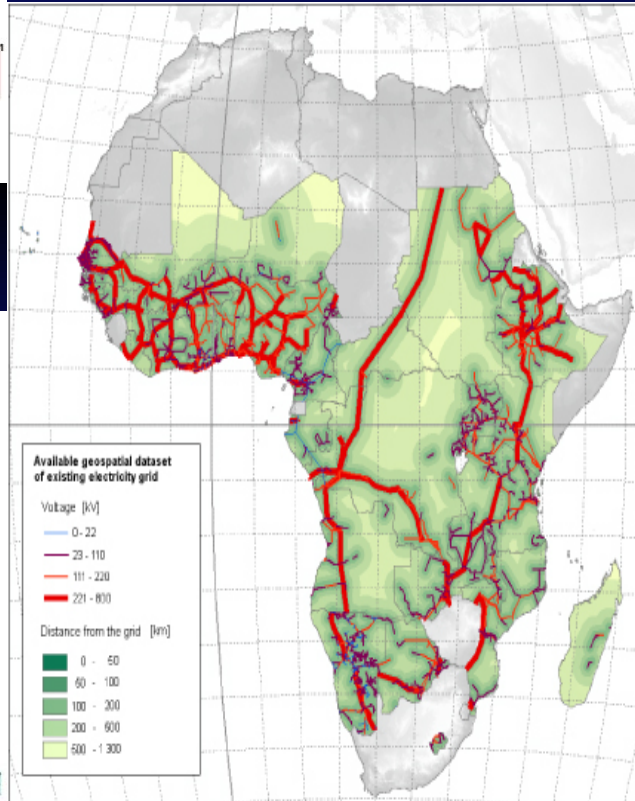 Available geospatial dataset
of existing electricity grid
Voltage [kV]
0 - 22
23 - 110
111 - 220
221 - 800
Distance from the grid [km]
0 - 50
50 - 100
100 - 200
200 - 500
500 - 1 300